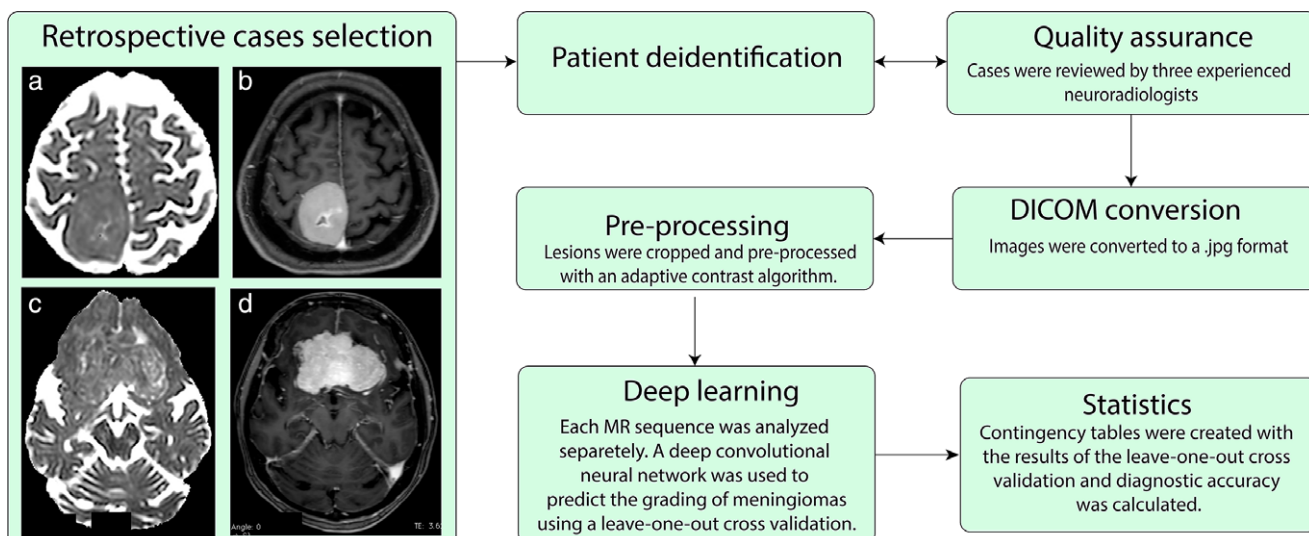 Retrospective cases selection
a
b
c
d
Angle: 0
TE: 3.6
Patient deidentification
Quality assurance
Cases were reviewed by three experienced
neuroradiologists
DICOM conversion
Images were converted to a .jpg format
Pre-processing
Lesions were cropped and pre-processed
with an adaptive contrast algorithm.
Deep learning
Each MR sequence was analyzed
separetely. A deep convolutional
neural network was used to
predict the grading of meningiomas
using a leave-one-out cross validation.
Statistics
Contingency tables were created with
the results of the leave-one-out cross
validation and diagnostic accuracy
was calculated.